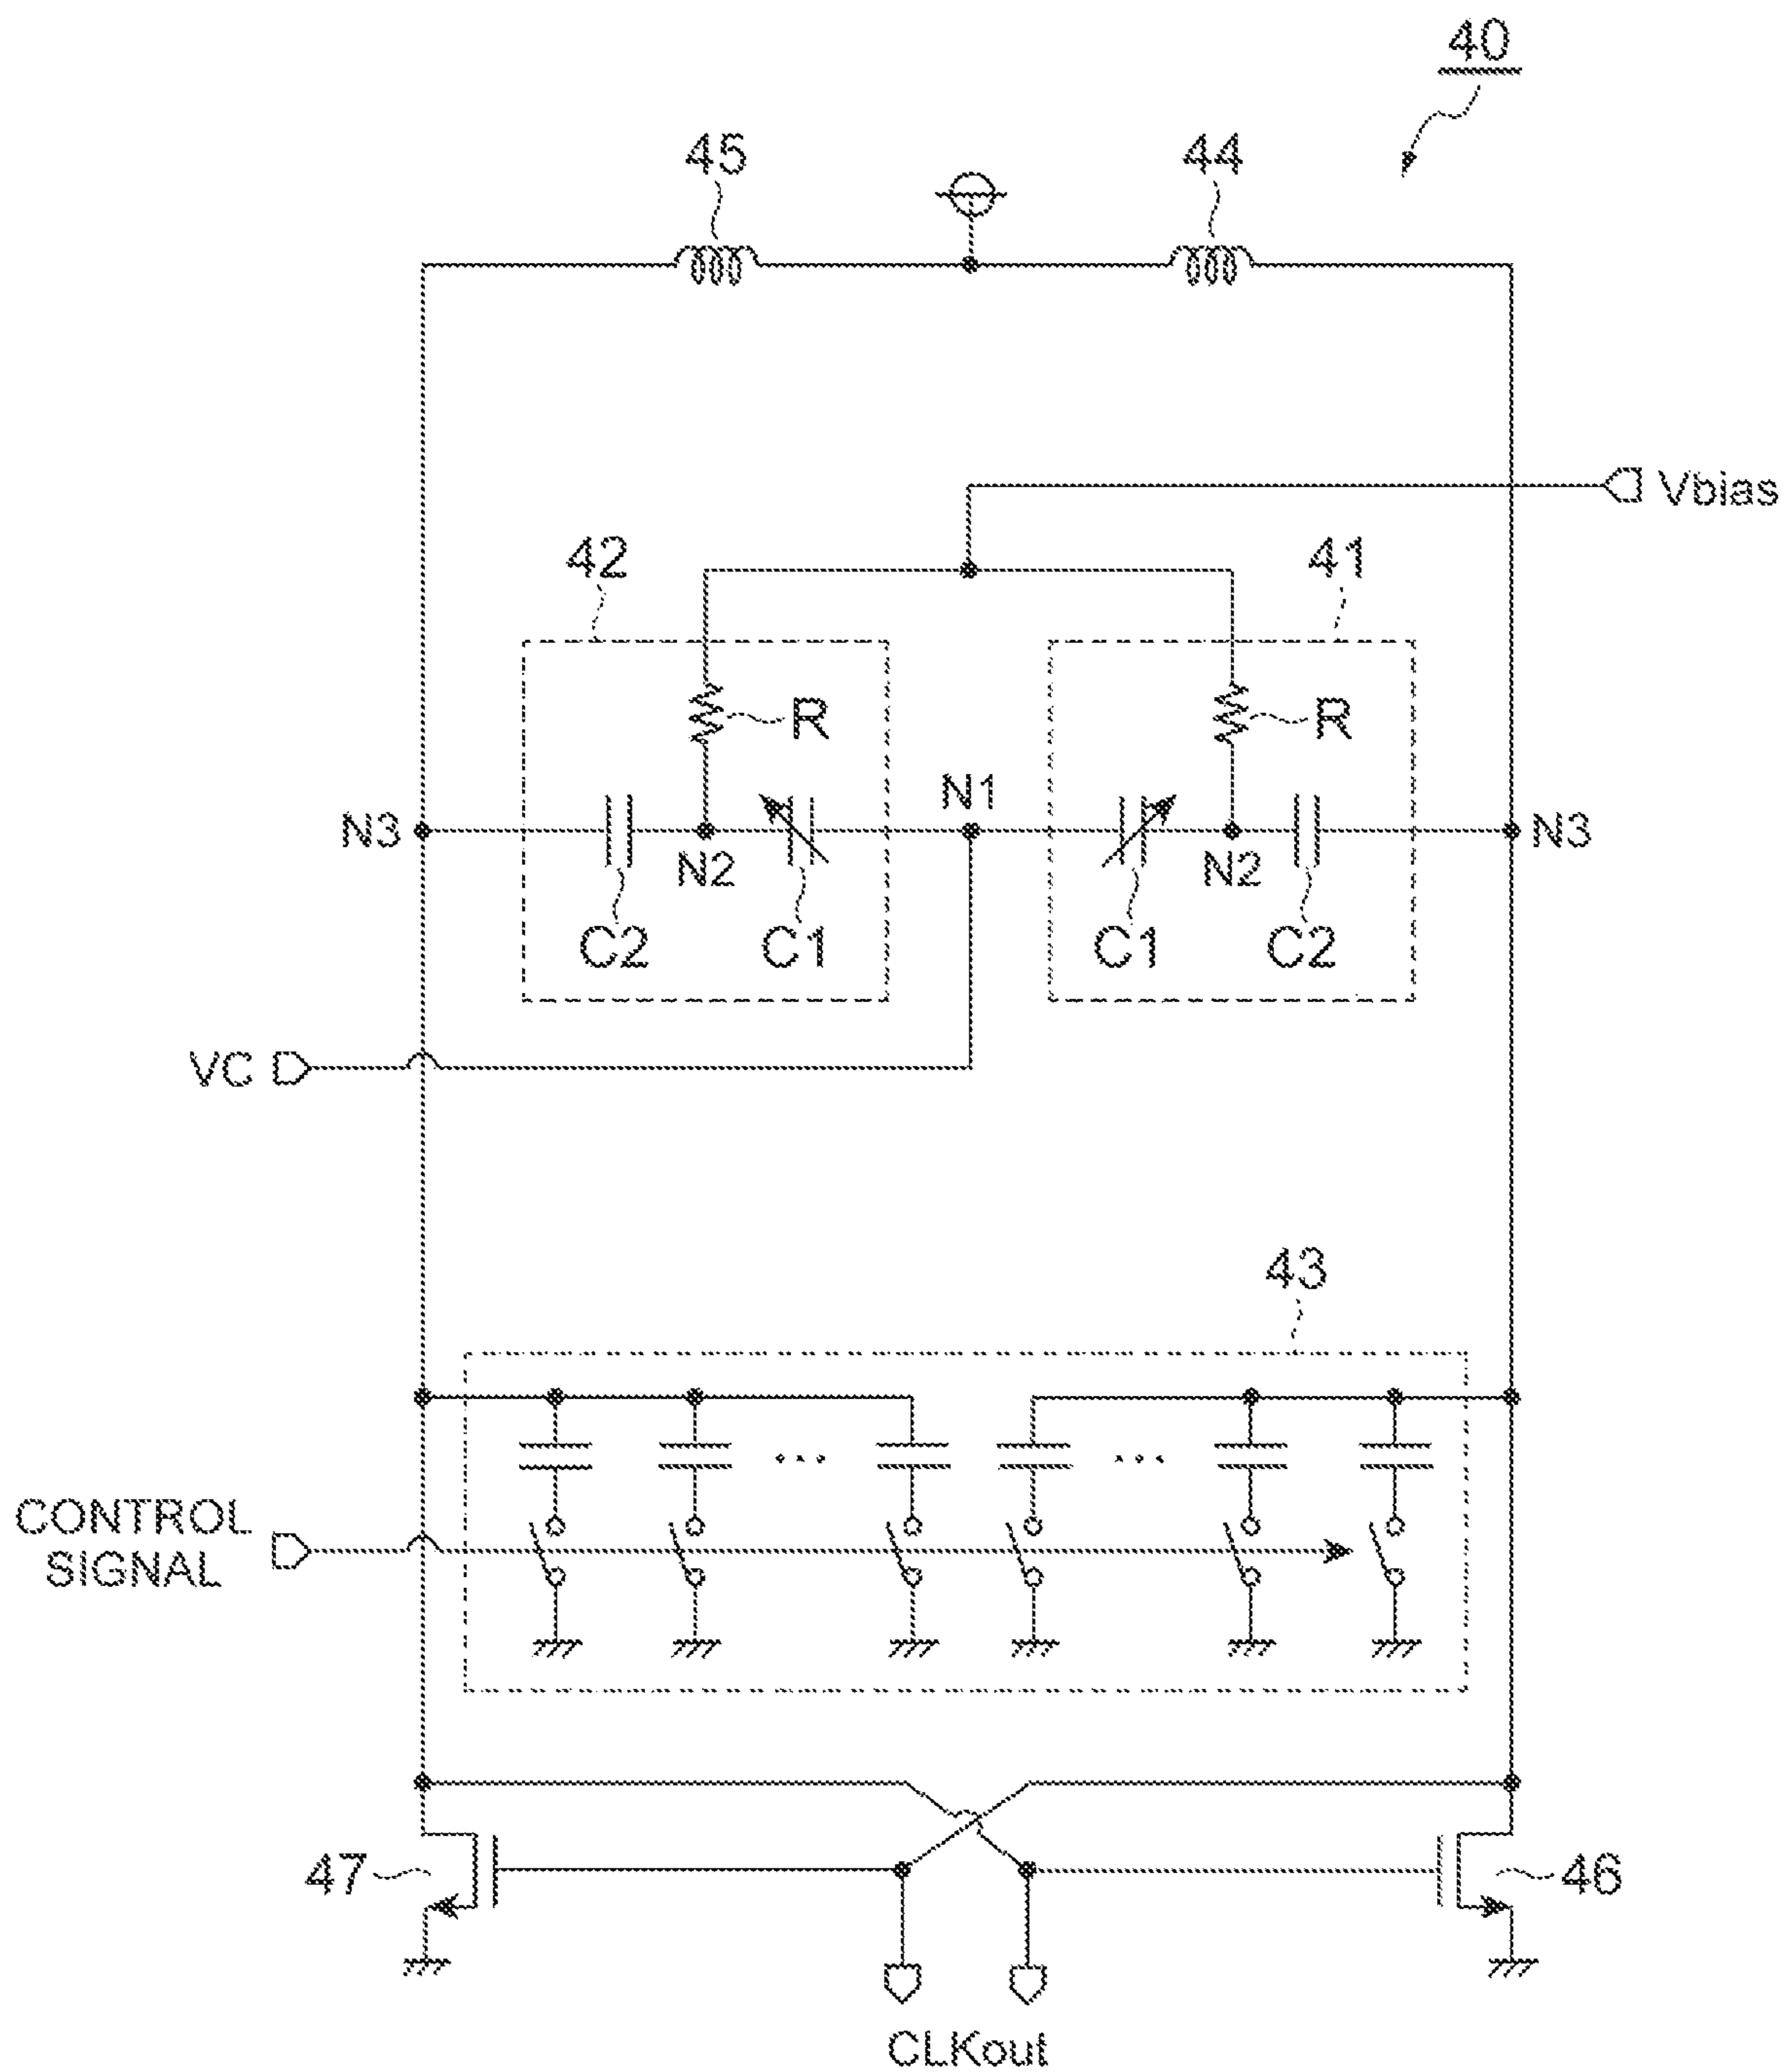 40
45
44
Vbias
42
41
R
R
N3
N2
N1
N2
N3
C2
C1
C1
C2
VC
43
...
...
CONTROL
SIGNAL
47
46
CLKout